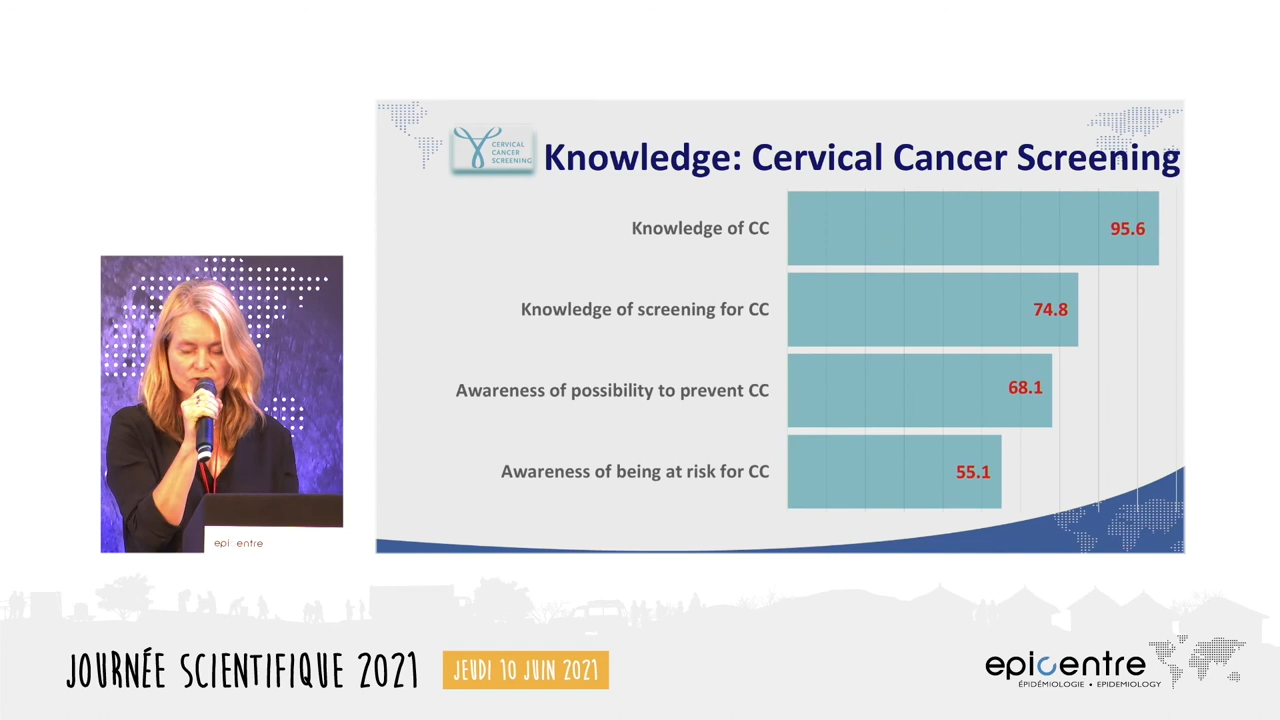 CERVICAL
CANCER
SCREENING
Knowledge: Cervical Cancer Screening
Knowledge of CC
95.6
Knowledge of screening for CC
74.8
Awareness of possibility to prevent CC
68.1
Awareness of being at risk for CC
55.1
epicentre
JOURNÉE SCIENTIFIQUE 2021
JEUDI 10 JUIN 2021
epicentre
ÉPIDÉMIOLOGIE • EPIDEMIOLOGY